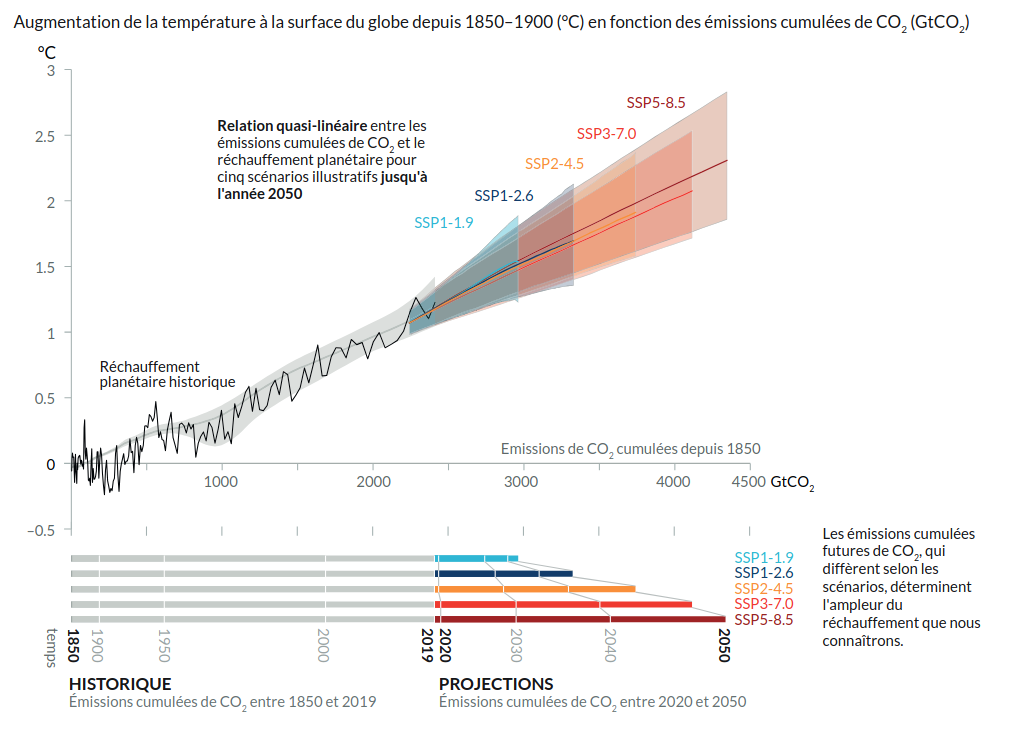 Augmentation de la température à la surface du globe depuis 1850–1900 (°C) en fonction des émissions cumulées de CO₂ (GtCO₂)
°C
3
2.5
2
1.5
1
0.5
0
−0.5
SSP5-8.5
SSP3-7.0
SSP2-4.5
SSP1-2.6
SSP1-1.9
Relation quasi-linéaire entre les
émissions cumulées de CO₂ et le
réchauffement planétaire pour
cinq scénarios illustratifs jusqu'à
l'année 2050
Réchauffement
planétaire historique
Emissions de CO₂ cumulées depuis 1850
1000 2000 3000 4000 4500 GtCO₂
Les émissions cumulées
futures de CO₂, qui
diffèrent selon les
scénarios, déterminent
l'ampleur du
réchauffement que nous
connaîtrons.
SSP1-1.9
SSP1-2.6
SSP2-4.5
SSP3-7.0
SSP5-8.5
temps 1850 1900 1950 2000 2019 2020 2030 2040 2050
HISTORIQUE
Émissions cumulées de CO₂ entre 1850 et 2019
PROJECTIONS
Émissions cumulées de CO₂ entre 2020 et 2050